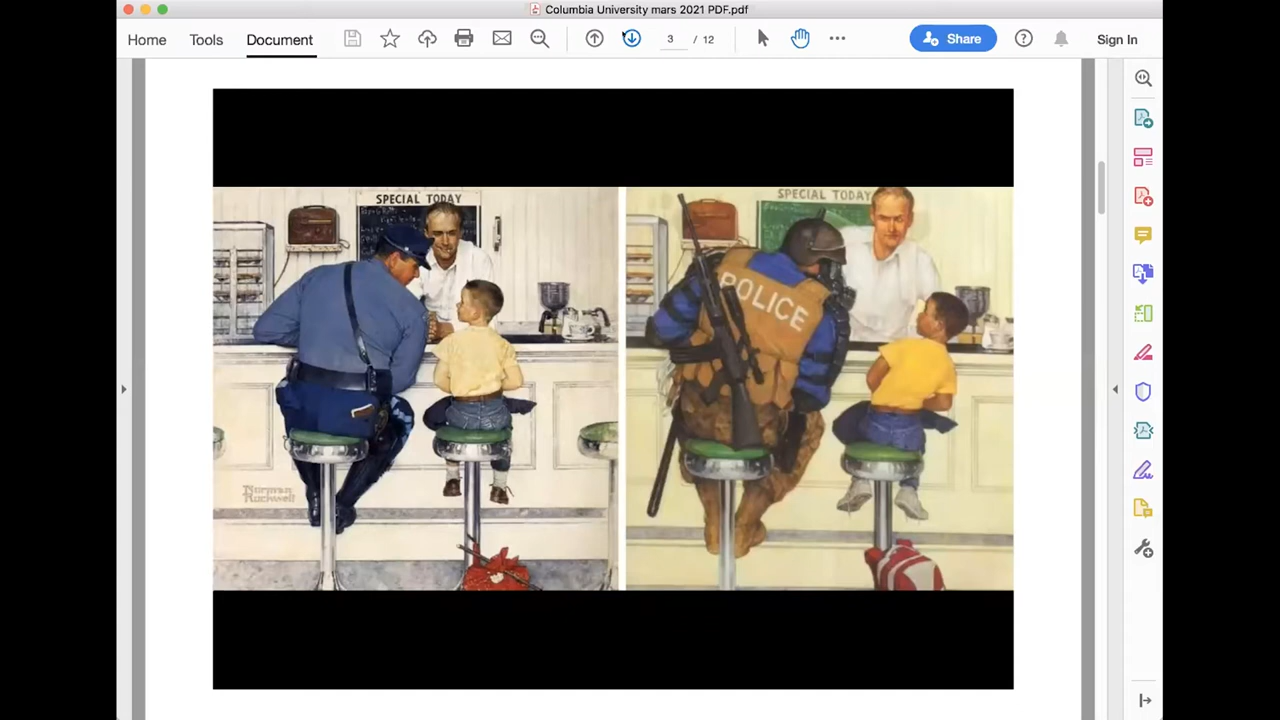 Columbia University mars 2021 PDF.pdf
Home Tools Document 3 / 12 Share Sign In
SPECIAL TODAY
SPECIAL TODAY
POLICE
Norman
Rockwell